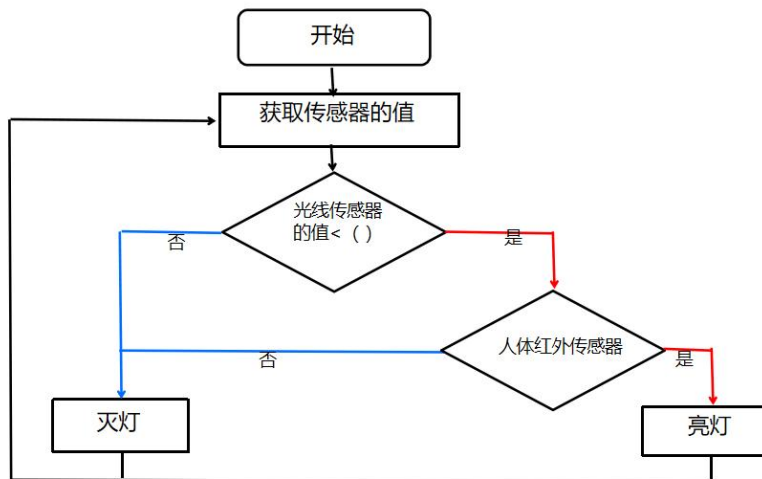 开始
获取传感器的值
光线传感器
的值<（ ）
否
是
人体红外传感器
否
是
灭灯
亮灯